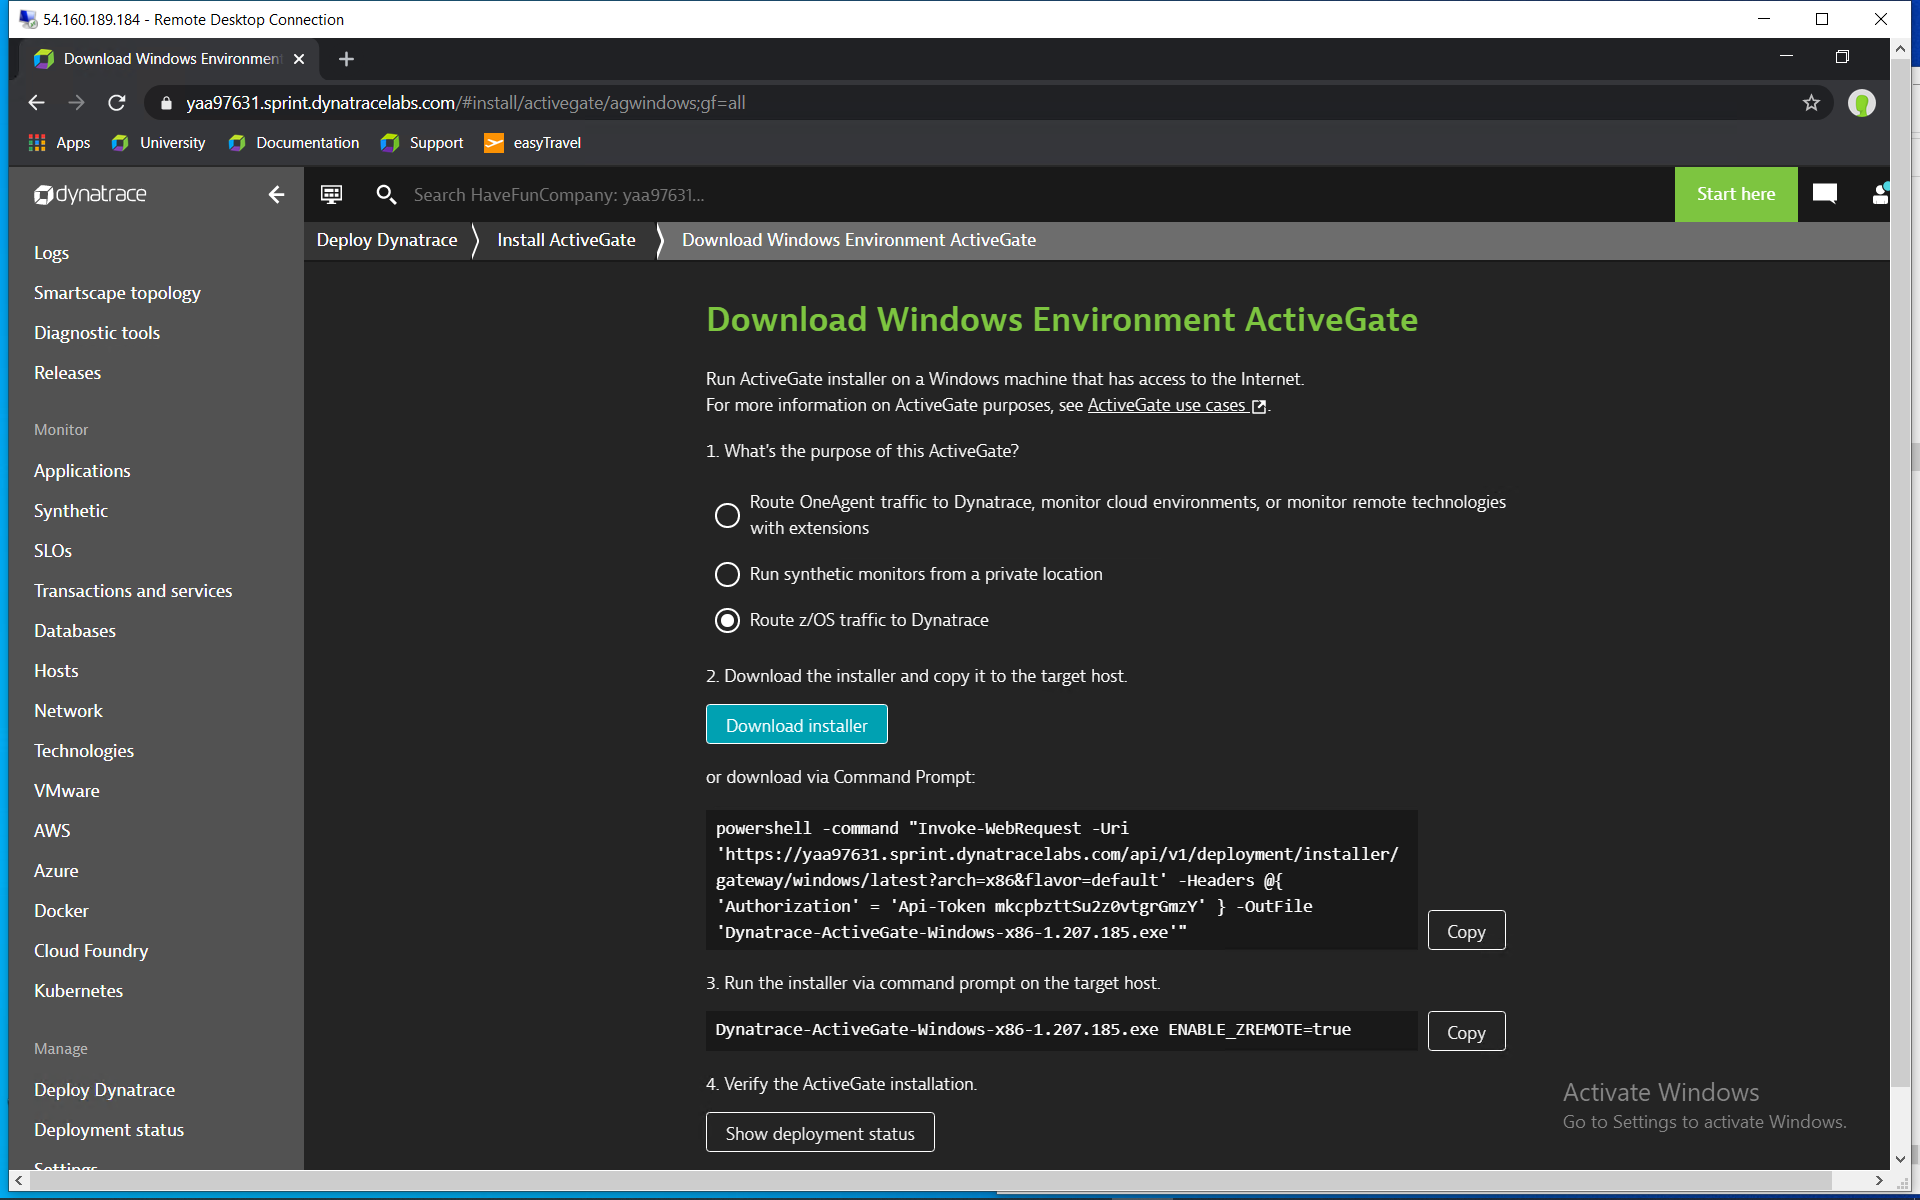 54.160.189.184 - Remote Desktop Connection
Download Windows Environmen
yaa97631.sprint.dynatracelabs.com/#install/activegate/agwindows;gf=all
Apps University Documentation Support easyTravel
dynatrace
Search HaveFunCompany: yaa97631...
Start here
Deploy Dynatrace Install ActiveGate Download Windows Environment ActiveGate
Logs
Smartscape topology
Diagnostic tools
Releases
Monitor
Applications
Synthetic
SLOs
Transactions and services
Databases
Hosts
Network
Technologies
VMware
AWS
Azure
Docker
Cloud Foundry
Kubernetes
Manage
Deploy Dynatrace
Deployment status
Settings
Download Windows Environment ActiveGate
Run ActiveGate installer on a Windows machine that has access to the Internet.
For more information on ActiveGate purposes, see ActiveGate use cases .
1. What's the purpose of this ActiveGate?
Route OneAgent traffic to Dynatrace, monitor cloud environments, or monitor remote technologies
with extensions
Run synthetic monitors from a private location
Route z/OS traffic to Dynatrace
2. Download the installer and copy it to the target host.
Download installer
or download via Command Prompt:
powershell -command "Invoke-WebRequest -Uri
'https://yaa97631.sprint.dynatracelabs.com/api/v1/deployment/installer/
gateway/windows/latest?arch=x86&flavor=default' -Headers @{
'Authorization' = 'Api-Token mkcpbzttSu2z0vtgrGmzY' } -OutFile
'Dynatrace-ActiveGate-Windows-x86-1.207.185.exe'"
Copy
3. Run the installer via command prompt on the target host.
Dynatrace-ActiveGate-Windows-x86-1.207.185.exe ENABLE_ZREMOTE=true
Copy
4. Verify the ActiveGate installation.
Show deployment status
Activate Windows
Go to Settings to activate Windows.